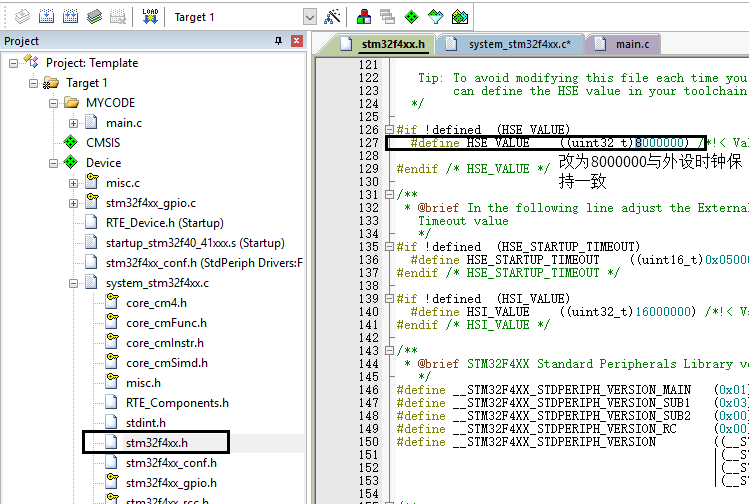 Target 1
Project
Project: Template
Target 1
MYCODE
main.c
CMSIS
Device
misc.c
stm32f4xx_gpio.c
RTE_Device.h (Startup)
startup_stm32f40_41xxx.s (Startup)
stm32f4xx_conf.h (StdPeriph Drivers:F
system_stm32f4xx.c
core_cm4.h
core_cmFunc.h
core_cmInstr.h
core_cmSimd.h
misc.h
RTE_Components.h
stdint.h
stm32f4xx.h
stm32f4xx_conf.h
stm32f4xx_gpio.h
stm32f4xx_rcc.h
stm32f4xx.h
system_stm32f4xx.c*
main.c
121
122 Tip: To avoid modifying this file each time you
123 can define the HSE value in your toolchain
124 */
125
126 #if !defined (HSE_VALUE)
127 #define HSE_VALUE ((uint32_t)8000000) /*!< Val
128
改为8000000与外设时钟保
持一致
129 #endif /* HSE_VALUE */
130
131 /**
132 * @brief In the following line adjust the External
133 Timeout value
134 */
135 #if !defined (HSE_STARTUP_TIMEOUT)
136 #define HSE_STARTUP_TIMEOUT ((uint16_t)0x05000
137 #endif /* HSE_STARTUP_TIMEOUT */
138
139 #if !defined (HSI_VALUE)
140 #define HSI_VALUE ((uint32_t)16000000) /*!< Va
141 #endif /* HSI_VALUE */
142
143 /**
144 * @brief STM32F4XX Standard Peripherals Library ve
145 */
146 #define __STM32F4XX_STDPERIPH_VERSION_MAIN (0x01)
147 #define __STM32F4XX_STDPERIPH_VERSION_SUB1 (0x03)
148 #define __STM32F4XX_STDPERIPH_VERSION_SUB2 (0x00)
149 #define __STM32F4XX_STDPERIPH_VERSION_RC (0x00)
150 #define __STM32F4XX_STDPERIPH_VERSION ((__ST
151 |(__ST
152 |(__ST
153 |(__ST
154